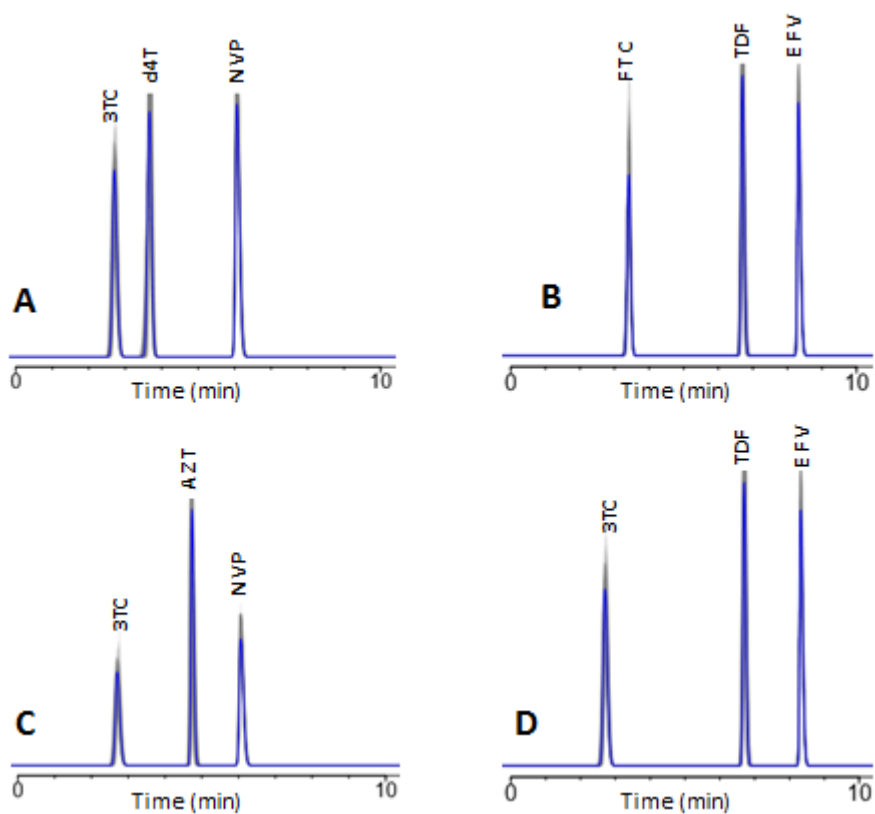 3TC
d4T
NVP
A
0
10
Time (min)
FTC
TDF
EFV
B
0
10
Time (min)
3TC
AZT
NVP
C
0
10
Time (min)
3TC
TDF
EFV
D
0
10
Time (min)